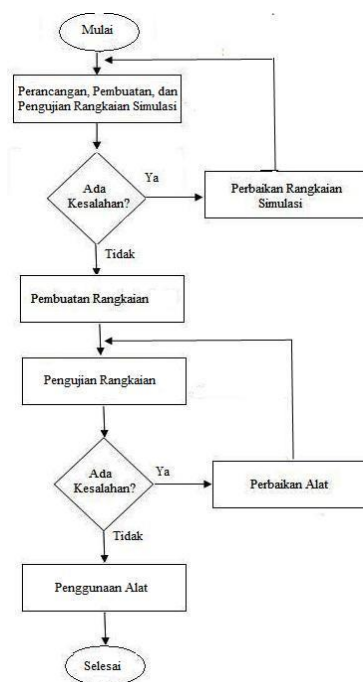 Mulai
Perancangan, Pembuatan, dan
Pengujian Rangkaian Simulasi
Ada
Kesalahan?
Ya
Perbaikan Rangkaian
Simulasi
Tidak
Pembuatan Rangkaian
Pengujian Rangkaian
Ada
Kesalahan?
Ya
Perbaikan Alat
Tidak
Penggunaan Alat
Selesai